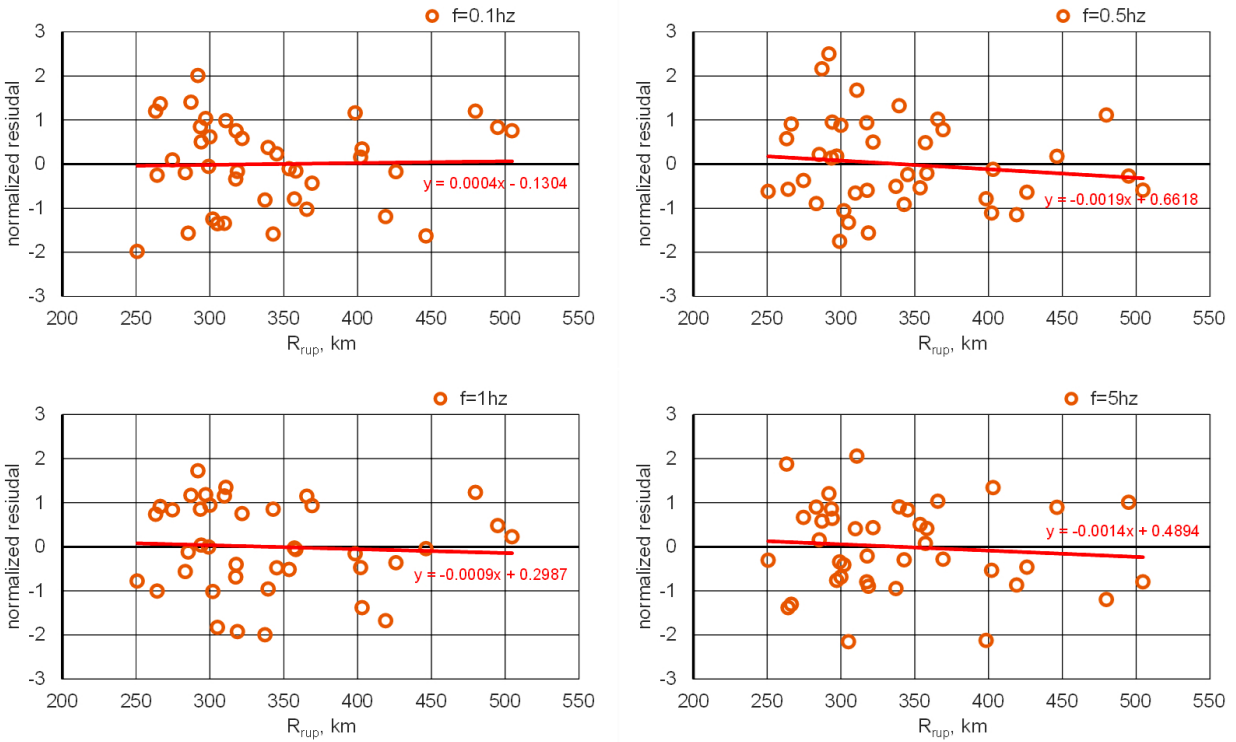 f=0.1hz
3
2
1
0
-1
-2
-3
normalized resiudal
y = 0.0004x - 0.1304
200 250 300 350 400 450 500 550
Rrup, km
f=0.5hz
3
2
1
0
-1
-2
-3
normalized resiudal
y = -0.0019x + 0.6618
200 250 300 350 400 450 500 550
Rrup, km
f=1hz
3
2
1
0
-1
-2
-3
normalized resiudal
y = -0.0009x + 0.2987
200 250 300 350 400 450 500 550
Rrup, km
f=5hz
3
2
1
0
-1
-2
-3
normalized resiudal
y = -0.0014x + 0.4894
200 250 300 350 400 450 500 550
Rrup, km